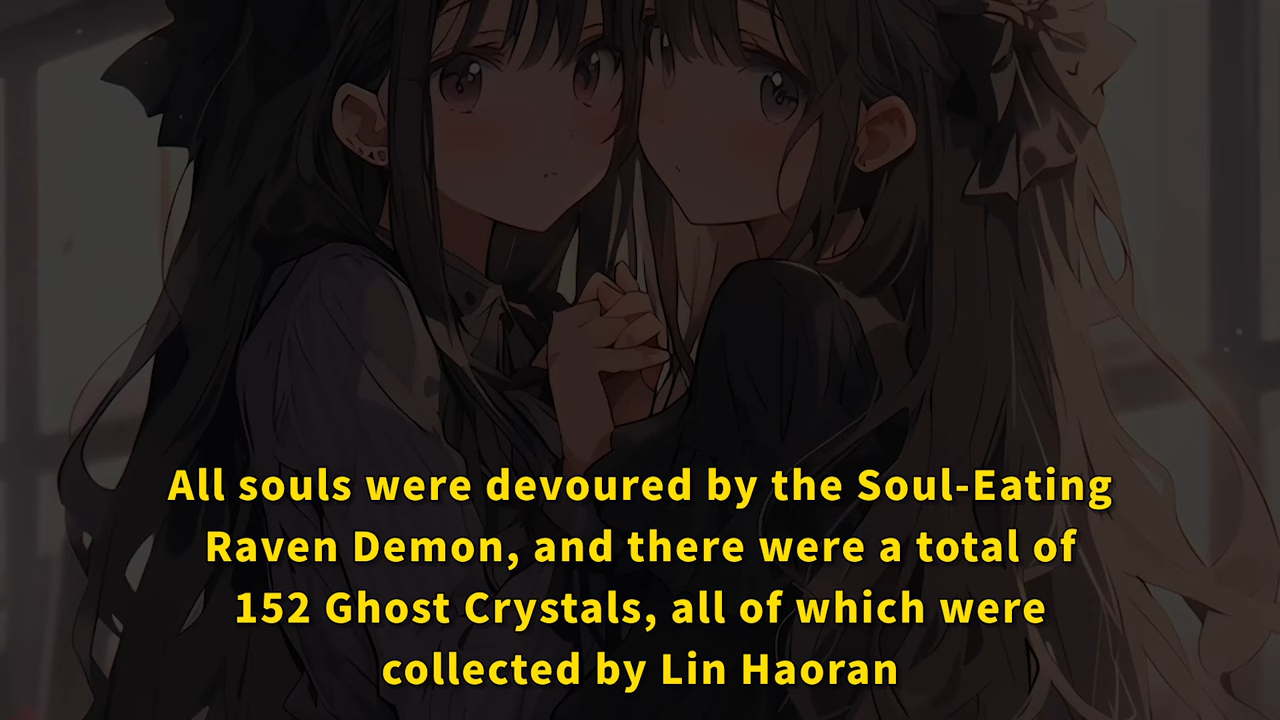 All souls were devoured by the Soul-Eating
Raven Demon, and there were a total of
152 Ghost Crystals, all of which were
collected by Lin Haoran